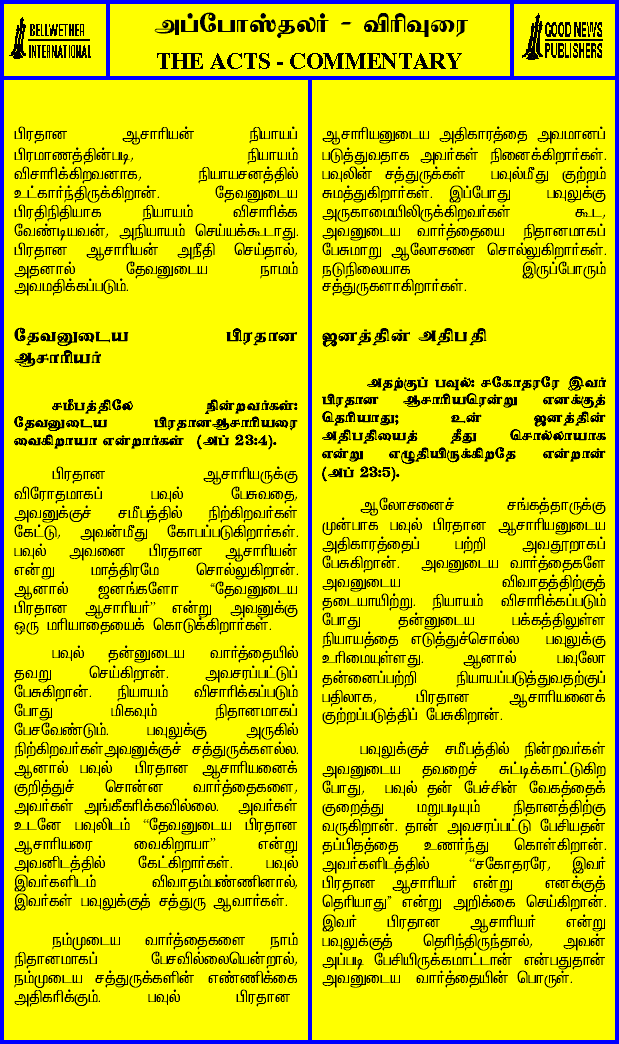 BELLWETHER
INTERNATIONAL
அப்போஸ்தலர் - விரிவுரை
THE ACTS - COMMENTARY
GOOD NEWS
PUBLISHERS
பிரதான ஆசாரியன் நியாயப்
பிரமாணத்தின்படி, நியாயம்
விசாரிக்கிறவனாக, நியாயசனத்தில்
உட்கார்ந்திருக்கிறான். தேவனுடைய
பிரதிநிதியாக நியாயம் விசாரிக்க
வேண்டியவன், அநியாயம் செய்யக்கூடாது.
பிரதான ஆசாரியன் அநீதி செய்தால்,
அதனால் தேவனுடைய நாமம்
அவமதிக்கப்படும்.
தேவனுடைய பிரதான
ஆசாரியர்
சமீபத்திலே நின்றவர்கள்:
தேவனுடைய பிரதானஆசாரியரை
வைகிறாயா என்றார்கள் (அப் 23:4).
பிரதான ஆசாரியருக்கு
விரோதமாகப் பவுல் பேசுவதை,
அவனுக்குச் சமீபத்தில் நிற்கிறவர்கள்
கேட்டு, அவன்மீது கோபப்படுகிறார்கள்.
பவுல் அவனை பிரதான ஆசாரியன்
என்று மாத்திரமே சொல்லுகிறான்.
ஆனால் ஜனங்களோ "தேவனுடைய
பிரதான ஆசாரியர்" என்று அவனுக்கு
ஒரு மரியாதையைக் கொடுக்கிறார்கள்.
பவுல் தன்னுடைய வார்த்தையில்
தவறு செய்கிறான். அவசரப்பட்டுப்
பேசுகிறான். நியாயம் விசாரிக்கப்படும்
போது மிகவும் நிதானமாகப்
பேசவேண்டும். பவுலுக்கு அருகில்
நிற்கிறவர்கள்அவனுக்குச் சத்துருக்களல்ல.
ஆனால் பவுல் பிரதான ஆசாரியனைக்
குறித்துச் சொன்ன வார்த்தைகளை,
அவர்கள் அங்கீகரிக்கவில்லை. அவர்கள்
உடனே பவுலிடம் "தேவனுடைய பிரதான
ஆசாரியரை வைகிறாயா" என்று
அவனிடத்தில் கேட்கிறார்கள். பவுல்
இவர்களிடம் விவாதம்பண்ணினால்,
இவர்கள் பவுலுக்குத் சத்துரு ஆவார்கள்.
நம்முடைய வார்த்தைகளை நாம்
நிதானமாகப் பேசவில்லையென்றால்,
நம்முடைய சத்துருக்களின் எண்ணிக்கை
அதிகரிக்கும். பவுல் பிரதான
ஆசாரியனுடைய அதிகாரத்தை அவமானப்
படுத்துவதாக அவர்கள் நினைக்கிறார்கள்.
பவுலின் சத்துருக்கள் பவுல்மீது குற்றம்
சுமத்துகிறார்கள். இப்போது பவுலுக்கு
அருகாமையிலிருக்கிறவர்கள் கூட,
அவனுடைய வார்த்தையை நிதானமாகப்
பேசுமாறு ஆலோசனை சொல்லுகிறார்கள்.
நடுநிலையாக இருப்போரும்
சத்துருகளாகிறார்கள்.
ஜனத்தின் அதிபதி
அதற்குப் பவுல்: சகோதரரே இவர்
பிரதான ஆசாரியரென்று எனக்குத்
தெரியாது; உன் ஜனத்தின்
அதிபதியைத் தீது சொல்லாயாக
என்று எழுதியிருக்கிறதே என்றான்
(அப் 23:5).
ஆலோசனைச் சங்கத்தாருக்கு
முன்பாக பவுல் பிரதான ஆசாரியனுடைய
அதிகாரத்தைப் பற்றி அவதூறாகப்
பேசுகிறான். அவனுடைய வார்த்தைகளே
அவனுடைய விவாதத்திற்குத்
தடையாயிற்று. நியாயம் விசாரிக்கப்படும்
போது தன்னுடைய பக்கத்திலுள்ள
நியாயத்தை எடுத்துச்சொல்ல பவுலுக்கு
உரிமையுள்ளது. ஆனால் பவுலோ
தன்னைப்பற்றி நியாயப்படுத்துவதற்குப்
பதிலாக, பிரதான ஆசாரியனைக்
குற்றப்படுத்திப் பேசுகிறான்.
பவுலுக்குச் சமீபத்தில் நின்றவர்கள்
அவனுடைய தவறைச் சுட்டிக்காட்டுகிற
போது, பவுல் தன் பேச்சின் வேகத்தைக்
குறைத்து மறுபடியும் நிதானத்திற்கு
வருகிறான். தான் அவசரப்பட்டு பேசியதன்
தப்பிதத்தை உணர்ந்து கொள்கிறான்.
அவர்களிடத்தில் "சகோதரரே, இவர்
பிரதான ஆசாரியர் என்று எனக்குத்
தெரியாது" என்று அறிக்கை செய்கிறான்.
இவர் பிரதான ஆசாரியர் என்று
பவுலுக்குத் தெரிந்திருந்தால், அவன்
அப்படி பேசியிருக்கமாட்டான் என்பதுதான்
அவனுடைய வார்த்தையின் பொருள்.